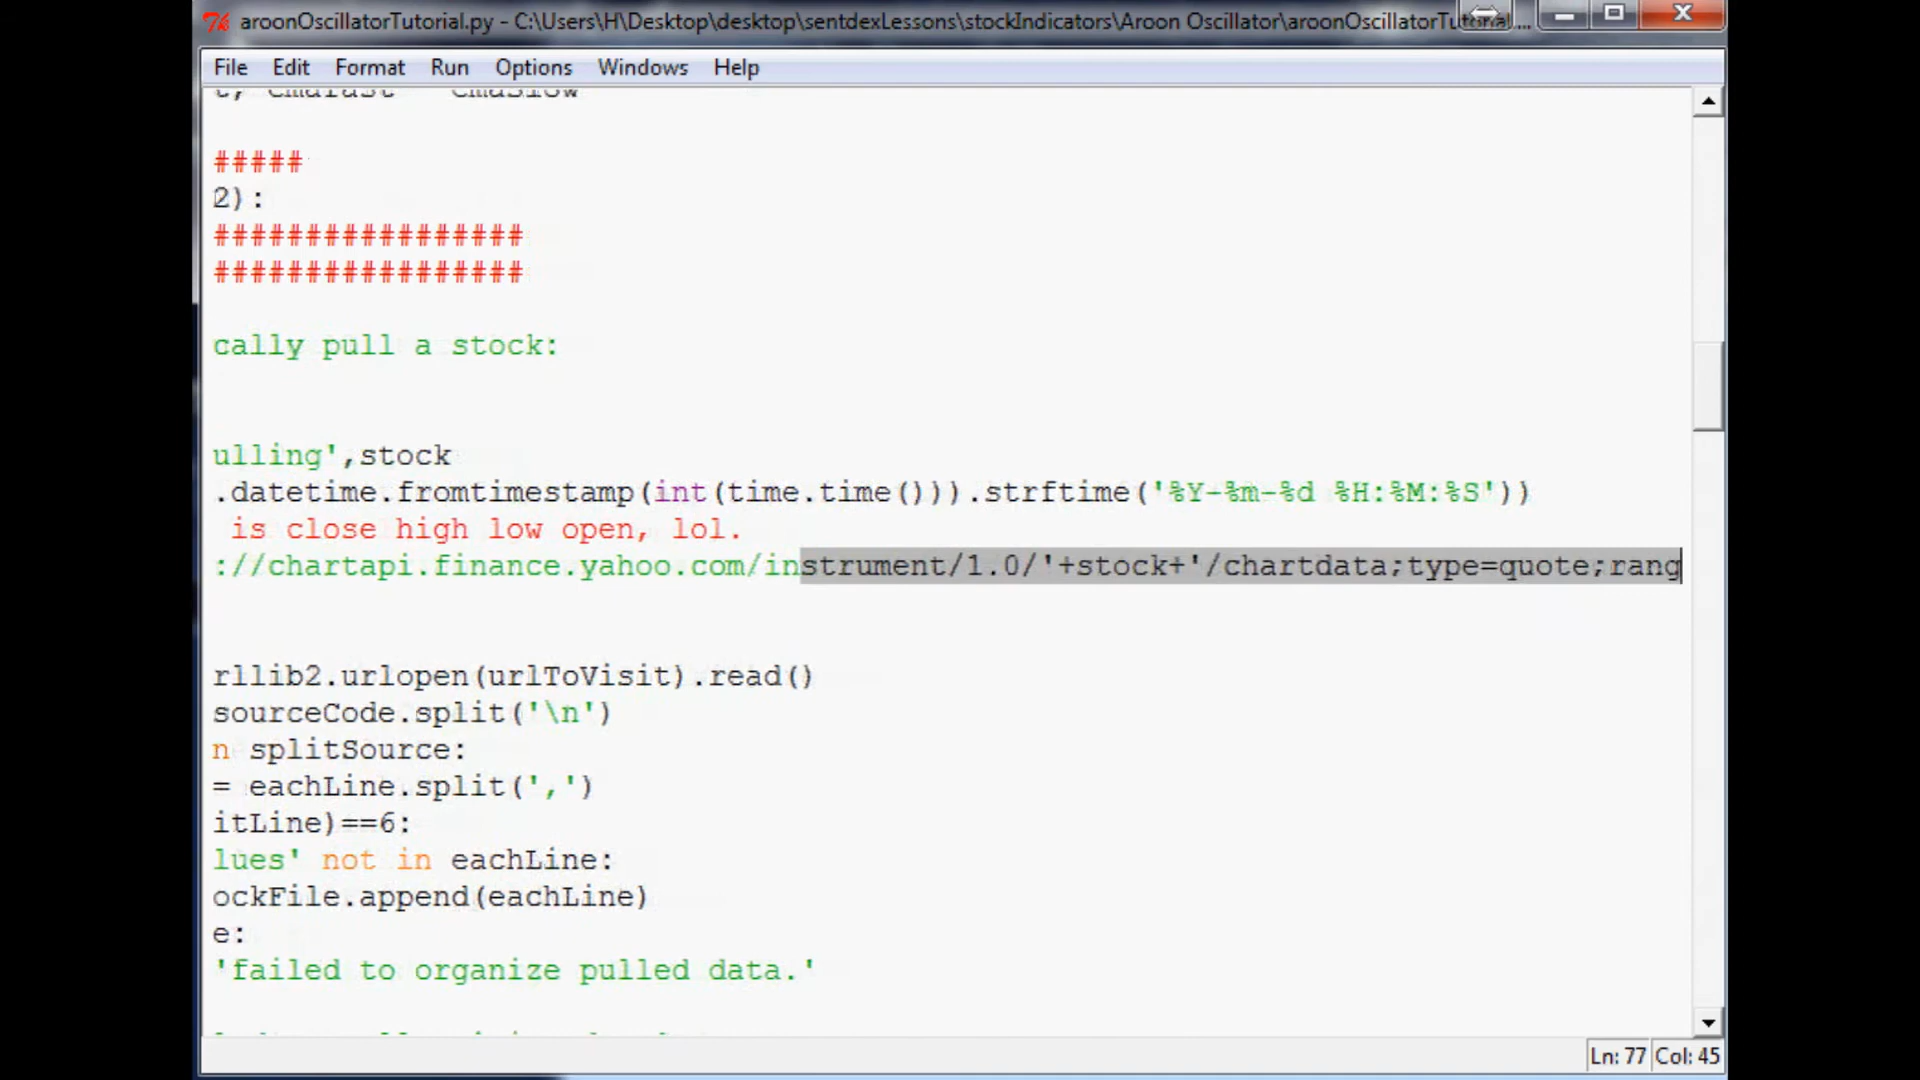 aroonOscillatorTutorial.py - C:\Users\H\Desktop\desktop\sentdexLessons\stockIndicators\Aroon Oscillator\aroonOscillatorTutorial...
File Edit Format Run Options Windows Help
t, emafast - emaslow
#####
2):
#################
#################
cally pull a stock:
ulling',stock
.datetime.fromtimestamp(int(time.time())).strftime('%Y-%m-%d %H:%M:%S'))
is close high low open, lol.
://chartapi.finance.yahoo.com/instrument/1.0/'+stock+'/chartdata;type=quote;rang
rllib2.urlopen(urlToVisit).read()
sourceCode.split('\n')
n splitSource:
= eachLine.split(',')
itLine)==6:
lues' not in eachLine:
ockFile.append(eachLine)
e:
'failed to organize pulled data.'
Ln: 77 Col: 45